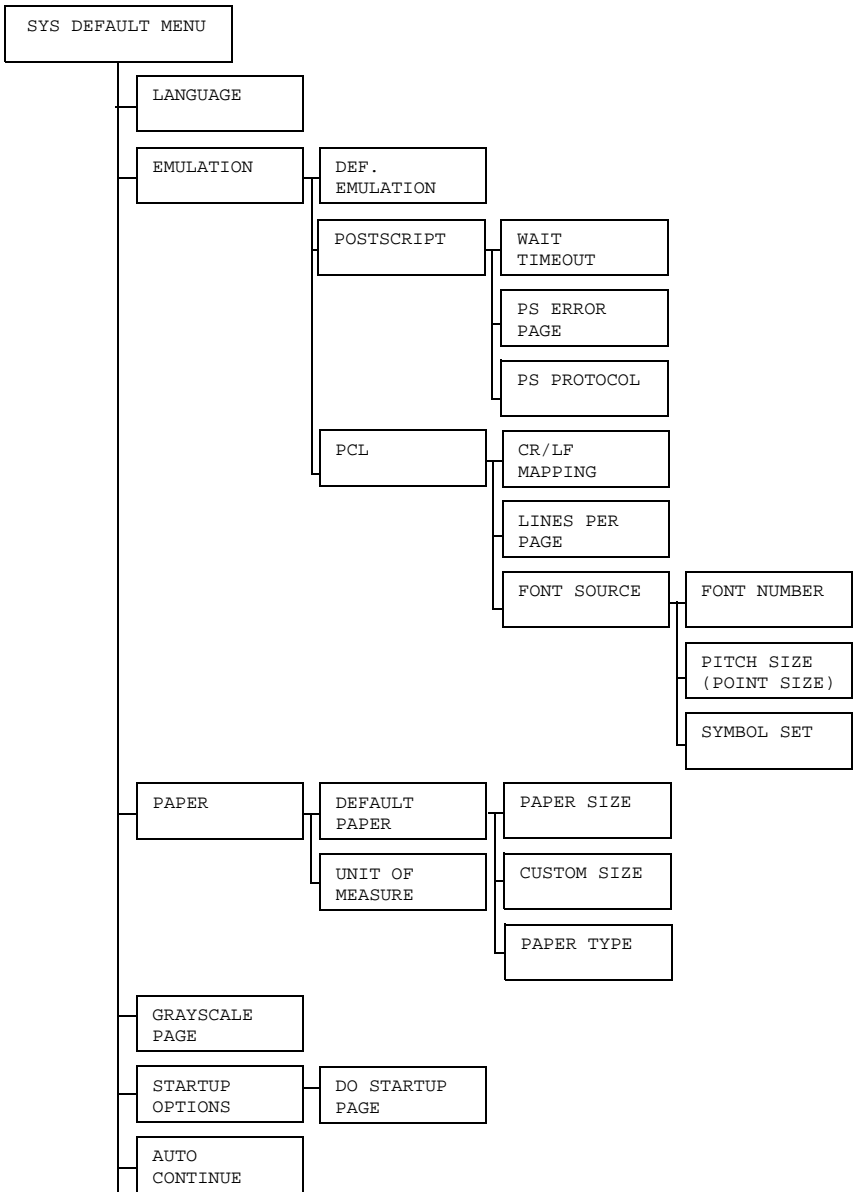 SYS DEFAULT MENU
LANGUAGE
EMULATION
DEF.
EMULATION
POSTSCRIPT
WAIT
TIMEOUT
PS ERROR
PAGE
PS PROTOCOL
PCL
CR/LF
MAPPING
LINES PER
PAGE
FONT SOURCE
FONT NUMBER
PITCH SIZE
(POINT SIZE)
SYMBOL SET
PAPER
DEFAULT
PAPER
PAPER SIZE
CUSTOM SIZE
PAPER TYPE
UNIT OF
MEASURE
GRAYSCALE
PAGE
STARTUP
OPTIONS
DO STARTUP
PAGE
AUTO
CONTINUE